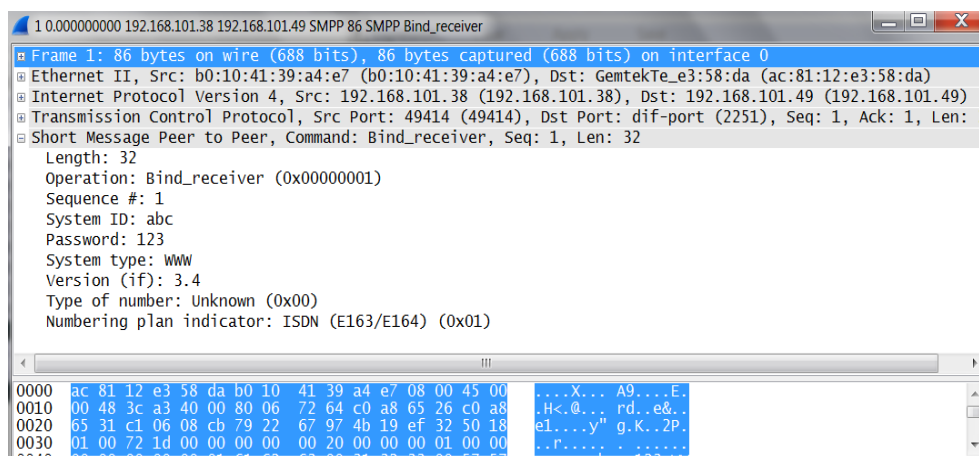 1 0.000000000 192.168.101.38 192.168.101.49 SMPP 86 SMPP Bind_receiver
Frame 1: 86 bytes on wire (688 bits), 86 bytes captured (688 bits) on interface 0
Ethernet II, Src: b0:10:41:39:a4:e7 (b0:10:41:39:a4:e7), Dst: GemtekTe_e3:58:da (ac:81:12:e3:58:da)
Internet Protocol Version 4, Src: 192.168.101.38 (192.168.101.38), Dst: 192.168.101.49 (192.168.101.49)
Transmission Control Protocol, Src Port: 49414 (49414), Dst Port: dif-port (2251), Seq: 1, Ack: 1, Len:
Short Message Peer to Peer, Command: Bind_receiver, Seq: 1, Len: 32
Length: 32
Operation: Bind_receiver (0x00000001)
Sequence #: 1
System ID: abc
Password: 123
System type: WWW
Version (if): 3.4
Type of number: Unknown (0x00)
Numbering plan indicator: ISDN (E163/E164) (0x01)
0000 ac 81 12 e3 58 da b0 10 41 39 a4 e7 08 00 45 00 ....X... A9....E.
0010 00 48 3c a3 40 00 80 06 72 64 c0 a8 65 26 c0 a8 .H<.@... rd..e&..
0020 65 31 c1 06 08 cb 79 22 67 97 4b 19 ef 32 50 18 e1....y" g.K..2P.
0030 01 00 72 1d 00 00 00 00 00 20 00 00 00 01 00 00 ..r..... . ......